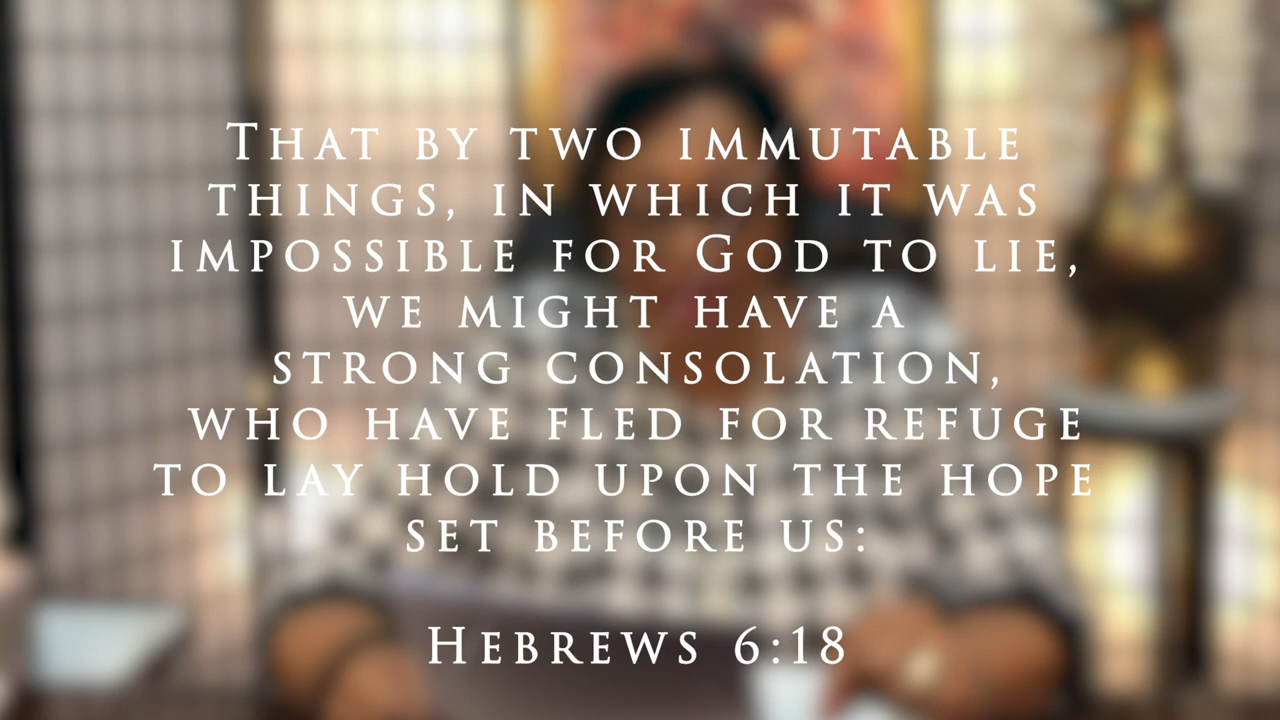 That by two immutable
things, in which it was
impossible for God to lie,
we might have a
strong consolation,
who have fled for refuge
to lay hold upon the hope
set before us:
Hebrews 6:18